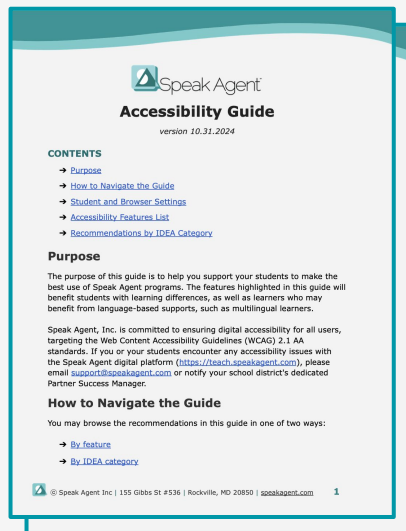 Speak Agent
Accessibility Guide
version 10.31.2024
CONTENTS
➔ Purpose
➔ How to Navigate the Guide
➔ Student and Browser Settings
➔ Accessibility Features List
➔ Recommendations by IDEA Category
Purpose
The purpose of this guide is to help you support your students to make the
best use of Speak Agent programs. The features highlighted in this guide will
benefit students with learning differences, as well as learners who may
benefit from language-based supports, such as multilingual learners.
Speak Agent, Inc. is committed to ensuring digital accessibility for all users,
targeting the Web Content Accessibility Guidelines (WCAG) 2.1 AA
standards. If you or your students encounter any accessibility issues with
the Speak Agent digital platform (https://teach.speakagent.com), please
email support@speakagent.com or notify your school district's dedicated
Partner Success Manager.
How to Navigate the Guide
You may browse the recommendations in this guide in one of two ways:
➔ By feature
➔ By IDEA category
© Speak Agent Inc | 155 Gibbs St #536 | Rockville, MD 20850 | speakagent.com 1